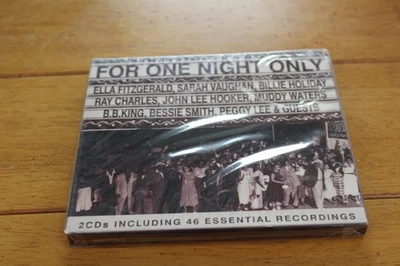 FOR ONE NIGHT ONLY
ELLA FITZGERALD, SARAH VAUGHAN, BILLIE HOLIDAY
RAY CHARLES, JOHN LEE HOOKER, MUDDY WATERS
B.B.KING, BESSIE SMITH, PEGGY LEE & GUESTS
2CDs INCLUDING 46 ESSENTIAL RECORDINGS